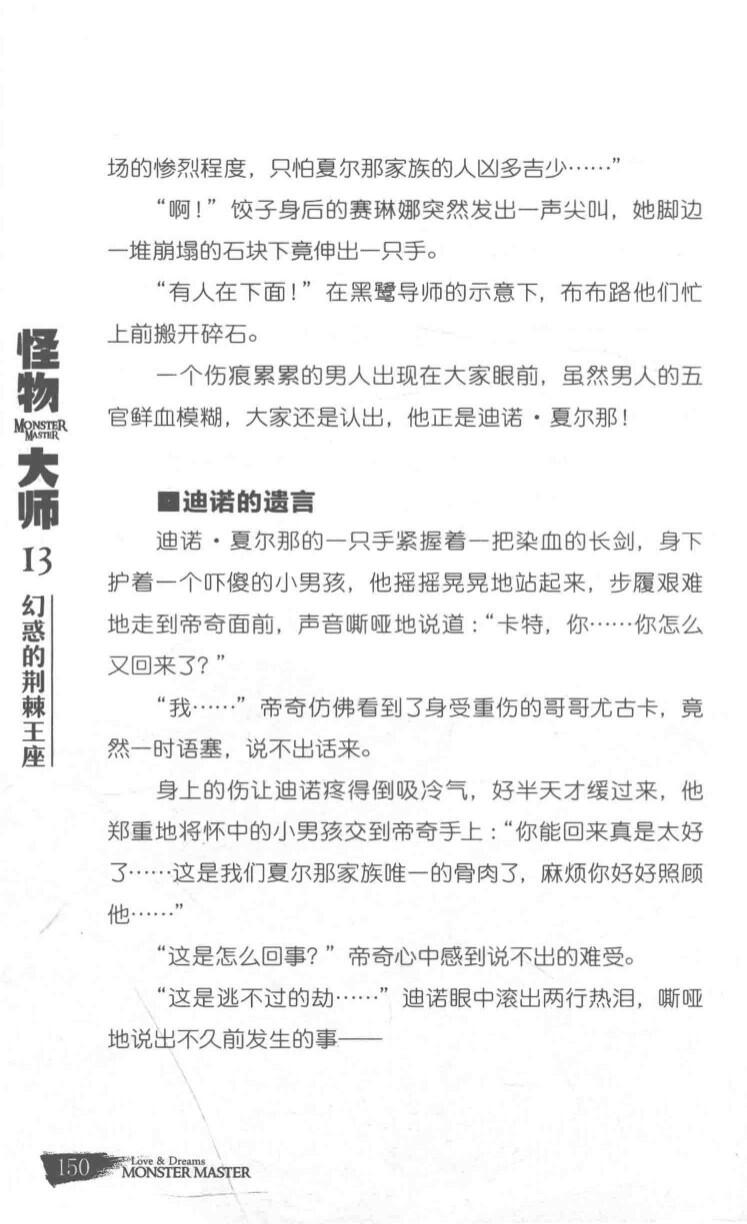 场的惨烈程度，只怕夏尔那家族的人凶多吉少……”
“啊！”饺子身后的赛琳娜突然发出一声尖叫，她脚边
一堆崩塌的石块下竟伸出一只手。
“有人在下面！”在黑鹭导师的示意下，布布路他们忙
上前搬开碎石。
一个伤痕累累的男人出现在大家眼前，虽然男人的五
官鲜血模糊，大家还是认出，他正是迪诺·夏尔那！
■迪诺的遗言
迪诺·夏尔那的一只手紧握着一把染血的长剑，身下
护着一个吓傻的小男孩，他摇摇晃晃地站起来，步履艰难
地走到帝奇面前，声音嘶哑地说道：“卡特，你……你怎么
又回来了？”
“我……”帝奇仿佛看到了身受重伤的哥哥尤古卡，竟
然一时语塞，说不出话来。
身上的伤让迪诺疼得倒吸冷气，好半天才缓过来，他
郑重地将怀中的小男孩交到帝奇手上：“你能回来真是太好
了……这是我们夏尔那家族唯一的骨肉了，麻烦你好好照顾
他……”
“这是怎么回事？”帝奇心中感到说不出的难受。
“这是逃不过的劫……”迪诺眼中滚出两行热泪，嘶哑
地说出不久前发生的事——
怪物
MONSTER
MASTER
大师
13
幻惑的荆棘王座
150
Love & Dreams
MONSTER MASTER